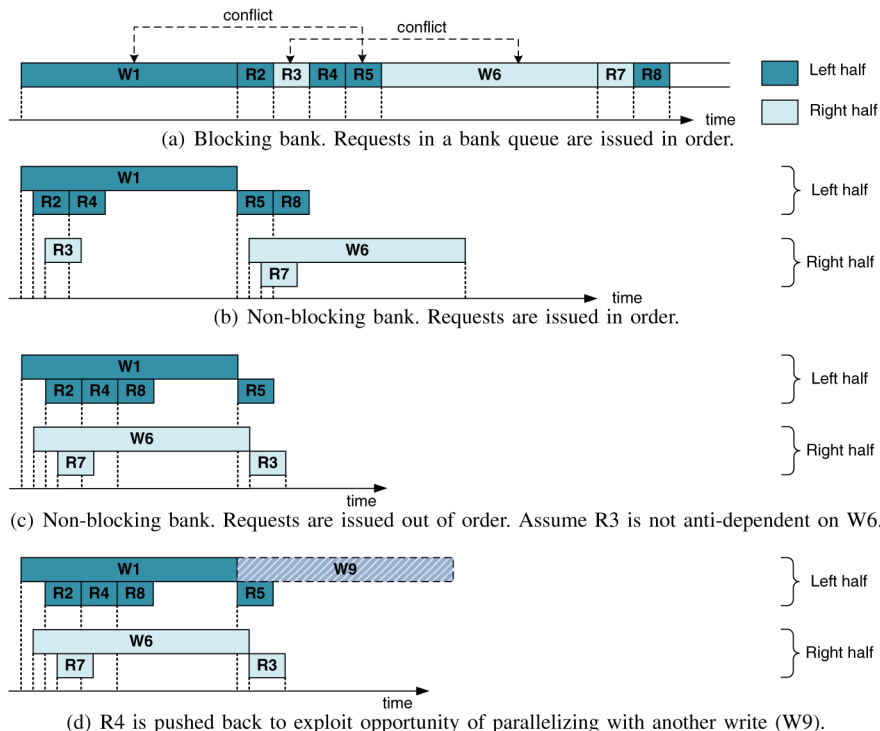 conflict
conflict
W1 R2 R3 R4 R5 W6 R7 R8
Left half
Right half
time
(a) Blocking bank. Requests in a bank queue are issued in order.
W1
R2 R4 R5 R8
Left half
R3 W6
R7
Right half
time
(b) Non-blocking bank. Requests are issued in order.
W1
R2 R4 R8 R5
Left half
W6
R7 R3
Right half
time
(c) Non-blocking bank. Requests are issued out of order. Assume R3 is not anti-dependent on W6.
W1 W9
R2 R4 R8 R5
Left half
W6
R7 R3
Right half
time
(d) R4 is pushed back to exploit opportunity of parallelizing with another write (W9).